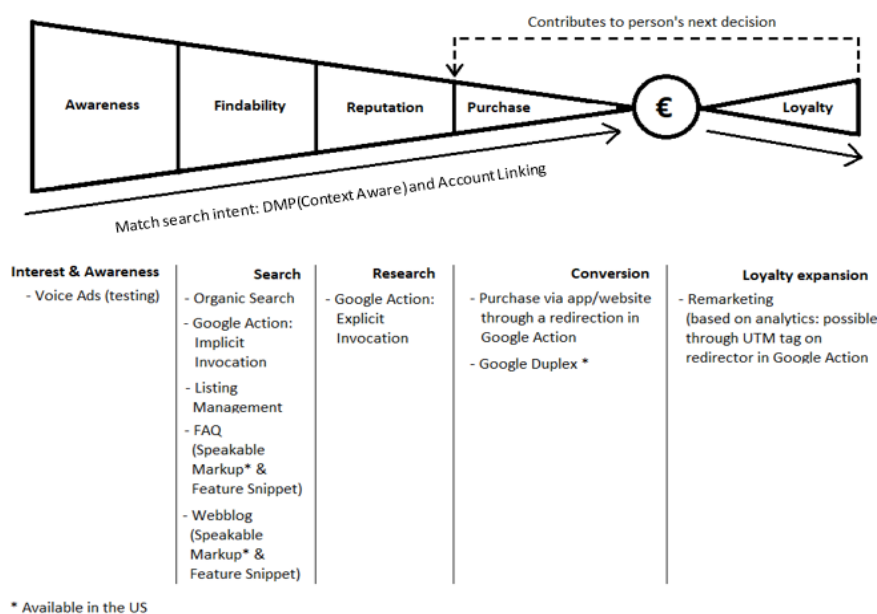 Contributes to person's next decision
Awareness
Findability
Reputation
Purchase
€
Loyalty
Match search intent: DMP(Context Aware) and Account Linking
Interest & Awareness
- Voice Ads (testing)
Search
- Organic Search
- Google Action:
Implicit
Invocation
- Listing
Management
- FAQ
(Speakable
Markup* &
Feature Snippet)
- Webblog
(Speakable
Markup* &
Feature Snippet)
Research
- Google Action:
Explicit
Invocation
Conversion
- Purchase via app/website
through a redirection in
Google Action
- Google Duplex *
Loyalty expansion
- Remarketing
(based on analytics: possible
through UTM tag on
redirector in Google Action
* Available in the US